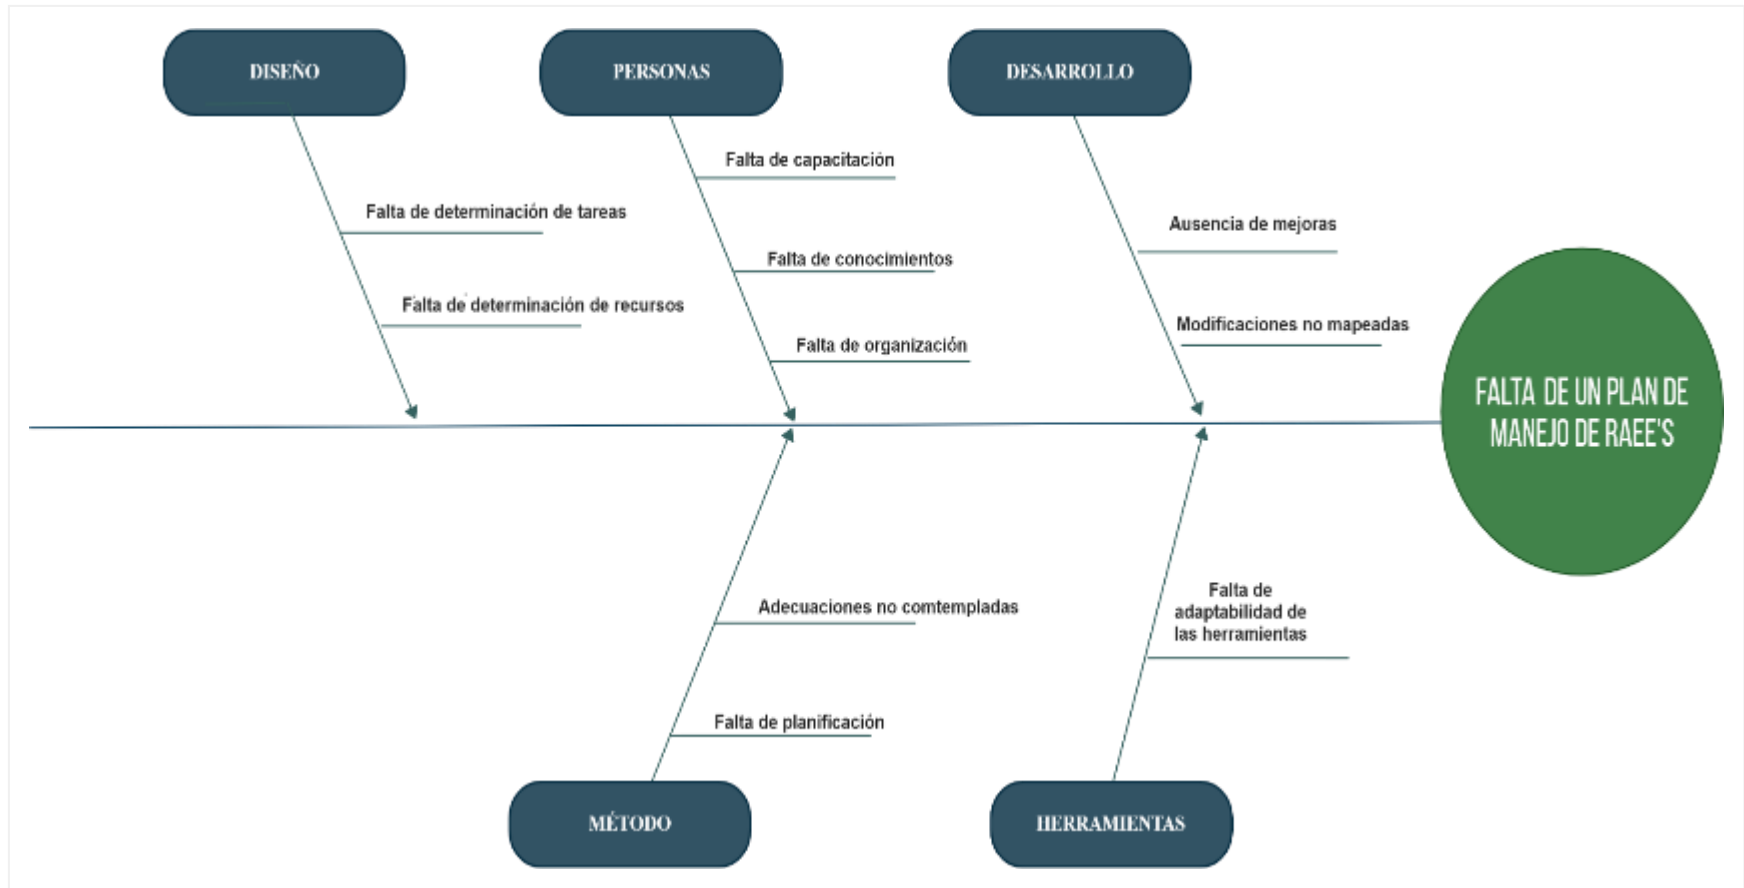 DISEÑO
PERSONAS
DESARROLLO
Falta de capacitación
Falta de determinación de tareas
Ausencia de mejoras
Falta de conocimientos
Falta de determinación de recursos
Modificaciones no mapeadas
Falta de organización
FALTA DE UN PLAN DE
MANEJO DE RAEE'S
Adecuaciones no comtempladas
Falta de
adaptabilidad de
las herramientas
Falta de planificación
MÉTODO
HERRAMIENTAS